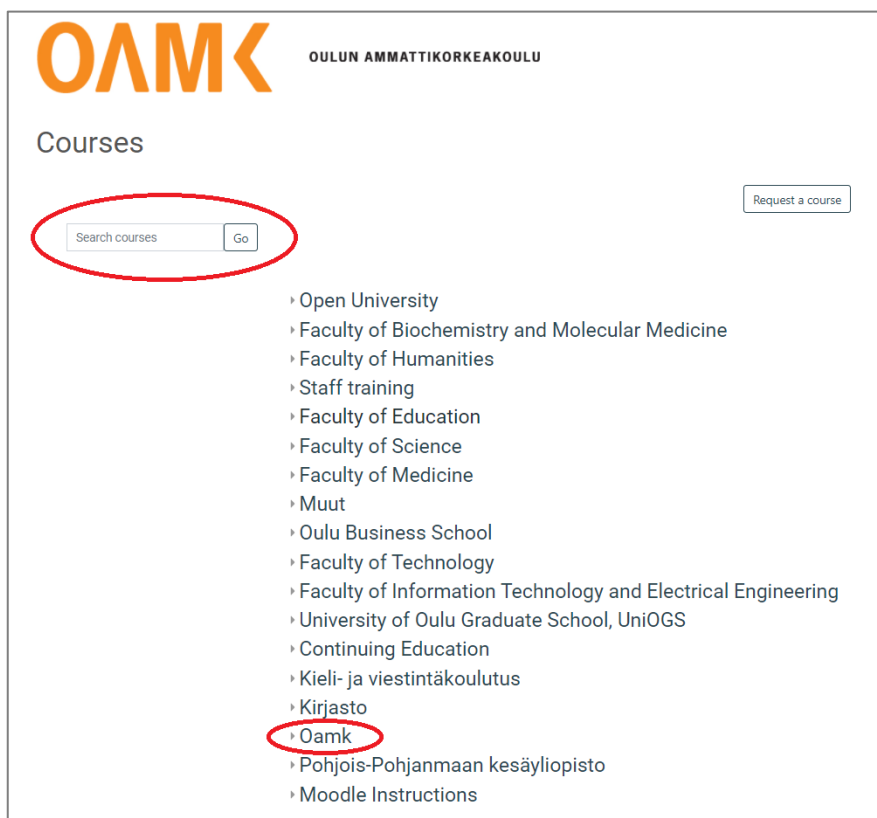 OAMK OULUN AMMATTIKORKEAKOULU
Courses
Request a course
Search courses Go
Open University
Faculty of Biochemistry and Molecular Medicine
Faculty of Humanities
Staff training
Faculty of Education
Faculty of Science
Faculty of Medicine
Muut
Oulu Business School
Faculty of Technology
Faculty of Information Technology and Electrical Engineering
University of Oulu Graduate School, UniOGS
Continuing Education
Kieli- ja viestintäkoulutus
Kirjasto
Oamk
Pohjois-Pohjanmaan kesäyliopisto
Moodle Instructions